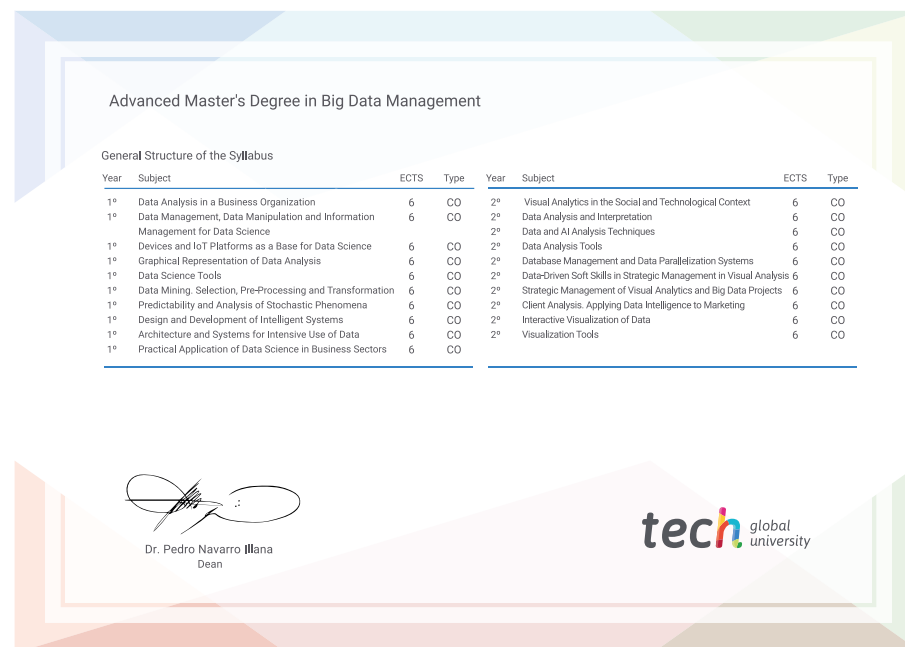 Advanced Master's Degree in Big Data Management
General Structure of the Syllabus
Year Subject ECTS Type
1º Data Analysis in a Business Organization 6 CO
1º Data Management, Data Manipulation and Information 6 CO
Management for Data Science
1º Devices and IoT Platforms as a Base for Data Science 6 CO
1º Graphical Representation of Data Analysis 6 CO
1º Data Science Tools 6 CO
1º Data Mining. Selection, Pre-Processing and Transformation 6 CO
1º Predictability and Analysis of Stochastic Phenomena 6 CO
1º Design and Development of Intelligent Systems 6 CO
1º Architecture and Systems for Intensive Use of Data 6 CO
1º Practical Application of Data Science in Business Sectors 6 CO
Year Subject ECTS Type
2º Visual Analytics in the Social and Technological Context 6 CO
2º Data Analysis and Interpretation 6 CO
2º Data and AI Analysis Techniques 6 CO
2º Data Analysis Tools 6 CO
2º Database Management and Data Parallelization Systems 6 CO
2º Data-Driven Soft Skills in Strategic Management in Visual Analysis 6 CO
2º Strategic Management of Visual Analytics and Big Data Projects 6 CO
2º Client Analysis. Applying Data Intelligence to Marketing 6 CO
2º Interactive Visualization of Data 6 CO
2º Visualization Tools 6 CO
Dr. Pedro Navarro Illana
Dean
tech global
university